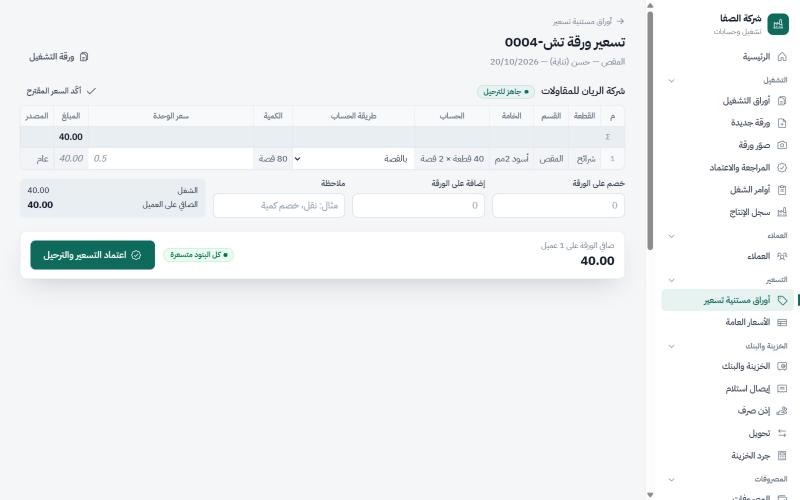 شركة الصفا
تشغيل وحسابات
الرئيسية
التشغيل
أوراق التشغيل
ورقة جديدة
صوّر ورقة
المراجعة والاعتماد
أوامر الشغل
سجل الإنتاج
العملاء
العملاء
التسعير
أوراق مستنية تسعير
الأسعار العامة
الخزينة والبنك
الخزينة والبنك
إيصال استلام
إذن صرف
تحويل
جرد الخزينة
المصروفات
المصروفات
أوراق مستنية تسعير
تسعير ورقة تش-0004
المقص — حسن (نتابة) — 20/10/2026
ورقة التشغيل
شركة الريان للمقاولات
جاهز للترحيل
أكّد السعر المقترح
م القطعة القسم الخامة الحساب طريقة الحساب الكمية سعر الوحدة المبلغ المصدر
Σ 40.00
1 شرائح المقص أسود 2مم 40 قطعة × 2 قصة بالقصة 80 قصة 0.5 40.00 عام
خصم على الورقة
0
إضافة على الورقة
0
ملاحظة
مثال: نقل، خصم كمية
الشغل 40.00
الصافي على العميل 40.00
صافي الورقة على 1 عميل
40.00
كل البنود متسعرة
اعتماد التسعير والترحيل